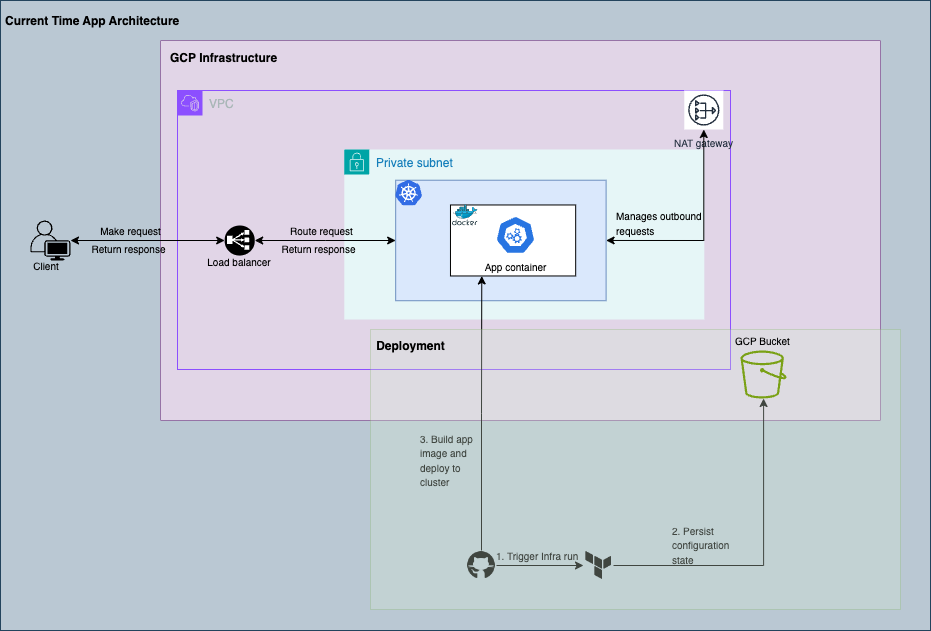 Current Time App Architecture
GCP Infrastructure
VPC
NAT gateway
Private subnet
docker
App container
Manages outbound
requests
Make request
Return response
Client
Load balancer
Route request
Return response
Deployment
GCP Bucket
3. Build app
image and
deploy to
cluster
1. Trigger Infra run
2. Persist
configuration
state